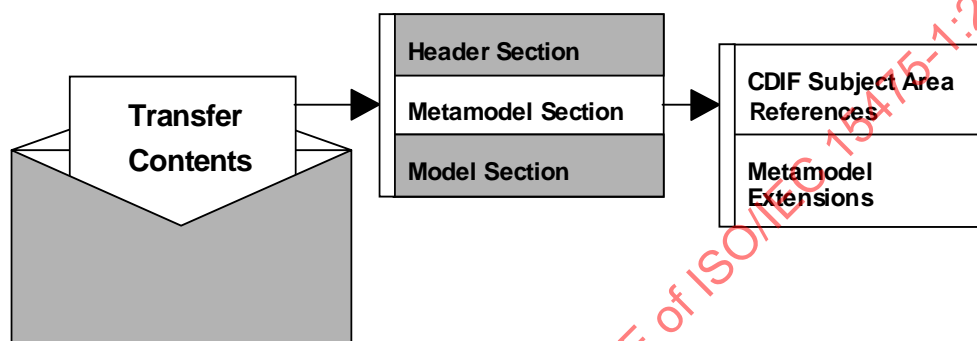 Transfer
Contents
Header Section
Metamodel Section
Model Section
CDIF Subject Area
References
Metamodel
Extensions
of ISO/IEC 15475-1:2